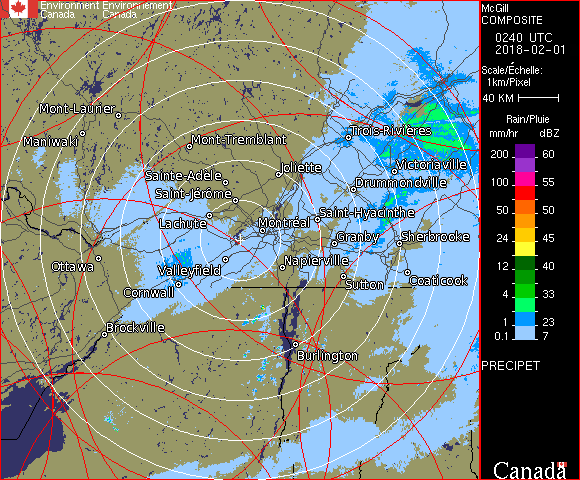 Environment Environnement
Canada Canada
McGill
COMPOSITE
0240 UTC
2018-02-01
Scale/Échelle:
1km/Pixel
40 KM
Rain/Pluie
mm/hr dBZ
200 60
100 55
50 50
24 45
12 40
4 33
1 23
0.1 7
PRECIPET
Canada
Mont-Laurier
Maniwaki
Mont-Tremblant
Trois-Rivières
Joliette
Victoriaville
Sainte-Adèle
Drummondville
Saint-Jérôme
Saint-Hyacinthe
Lachute
Montréal
Granby
Sherbrooke
Ottawa
Valleyfield
Napierville
Sutton
Coaticook
Cornwall
Brockville
Burlington